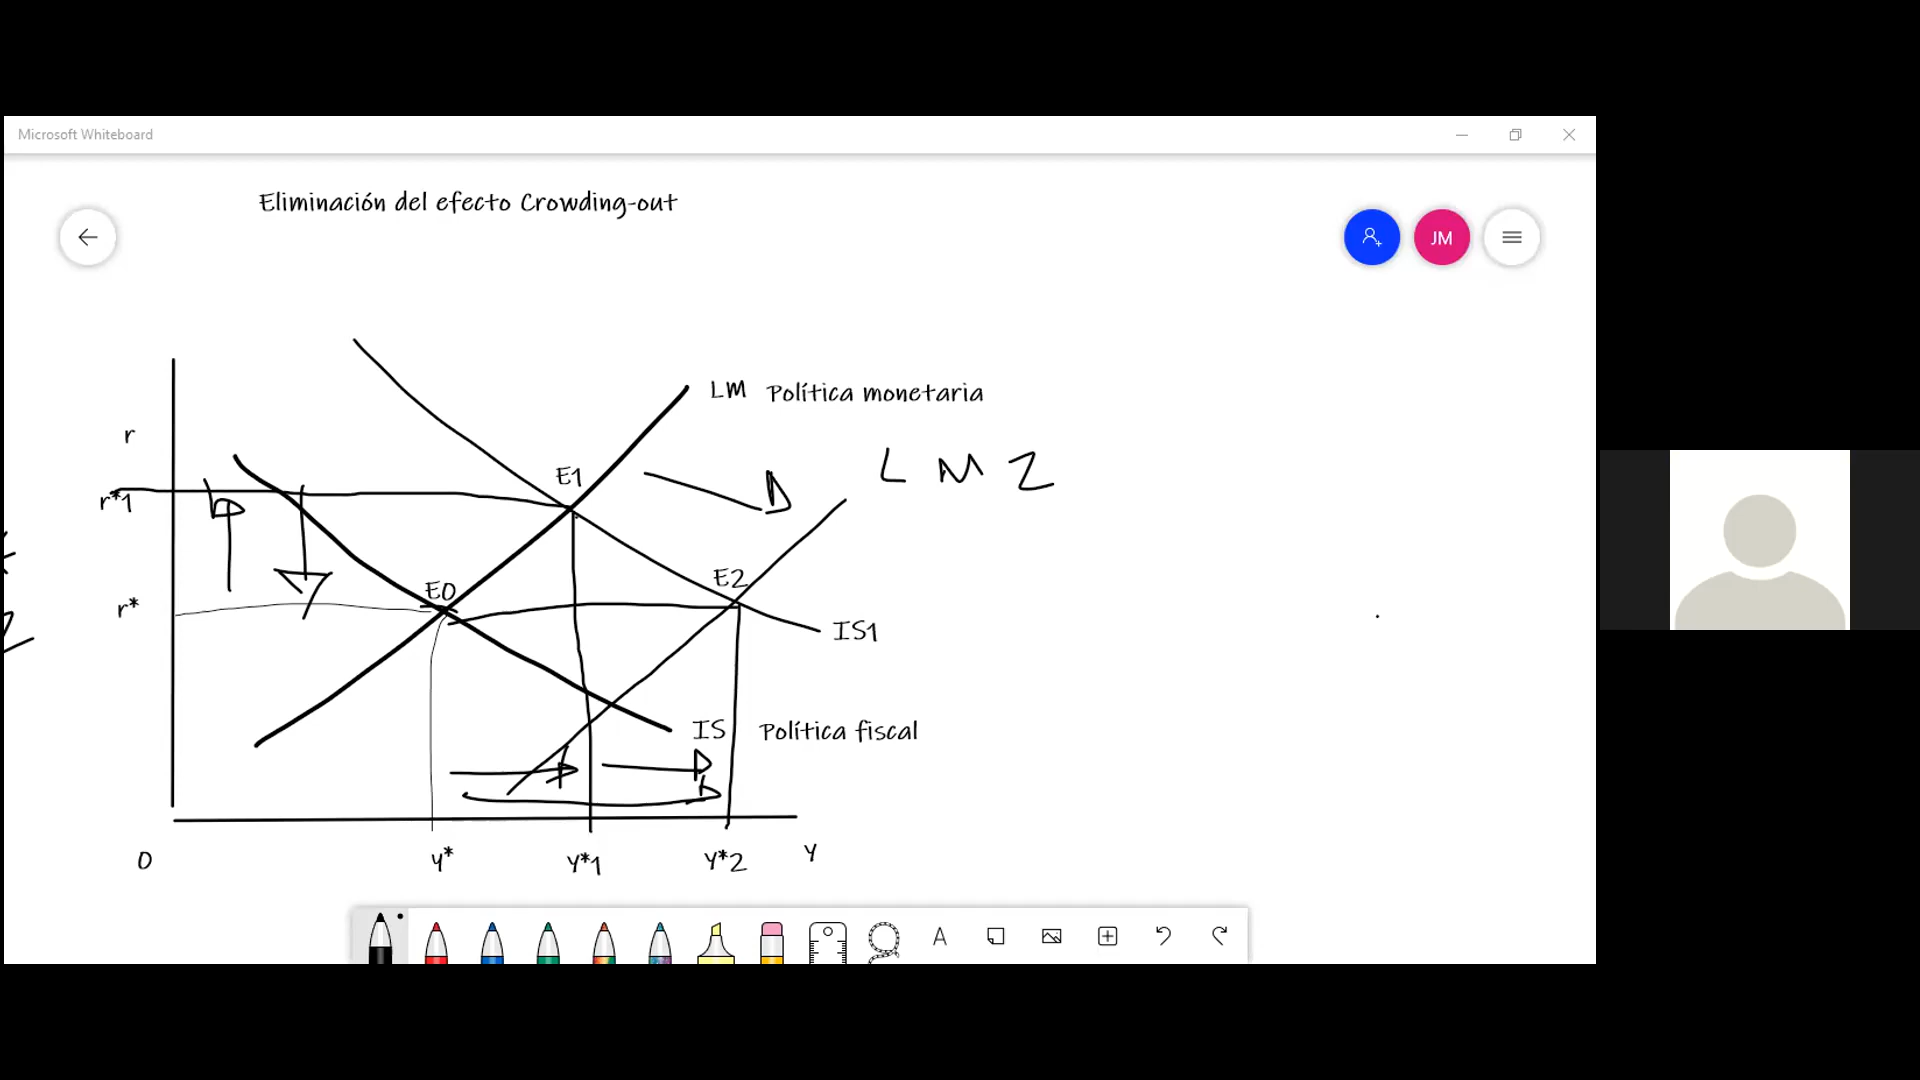 Microsoft Whiteboard
Eliminación del efecto Crowding-out
JM
LM Política monetaria
r
LM2
E1
r*1
E2
E0
r*
IS1
IS Política fiscal
0
y*
Y*1
Y*2
Y
A